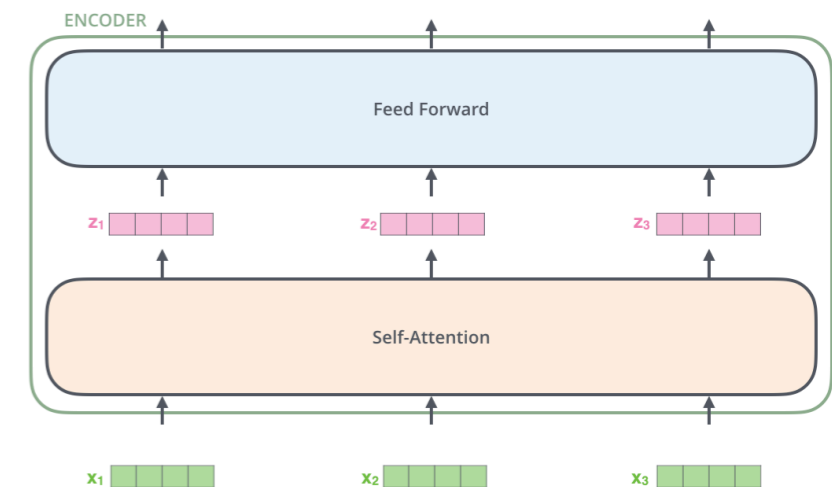 ENCODER
Feed Forward
z₁ z₂ z₃
Self-Attention
x₁ x₂ x₃